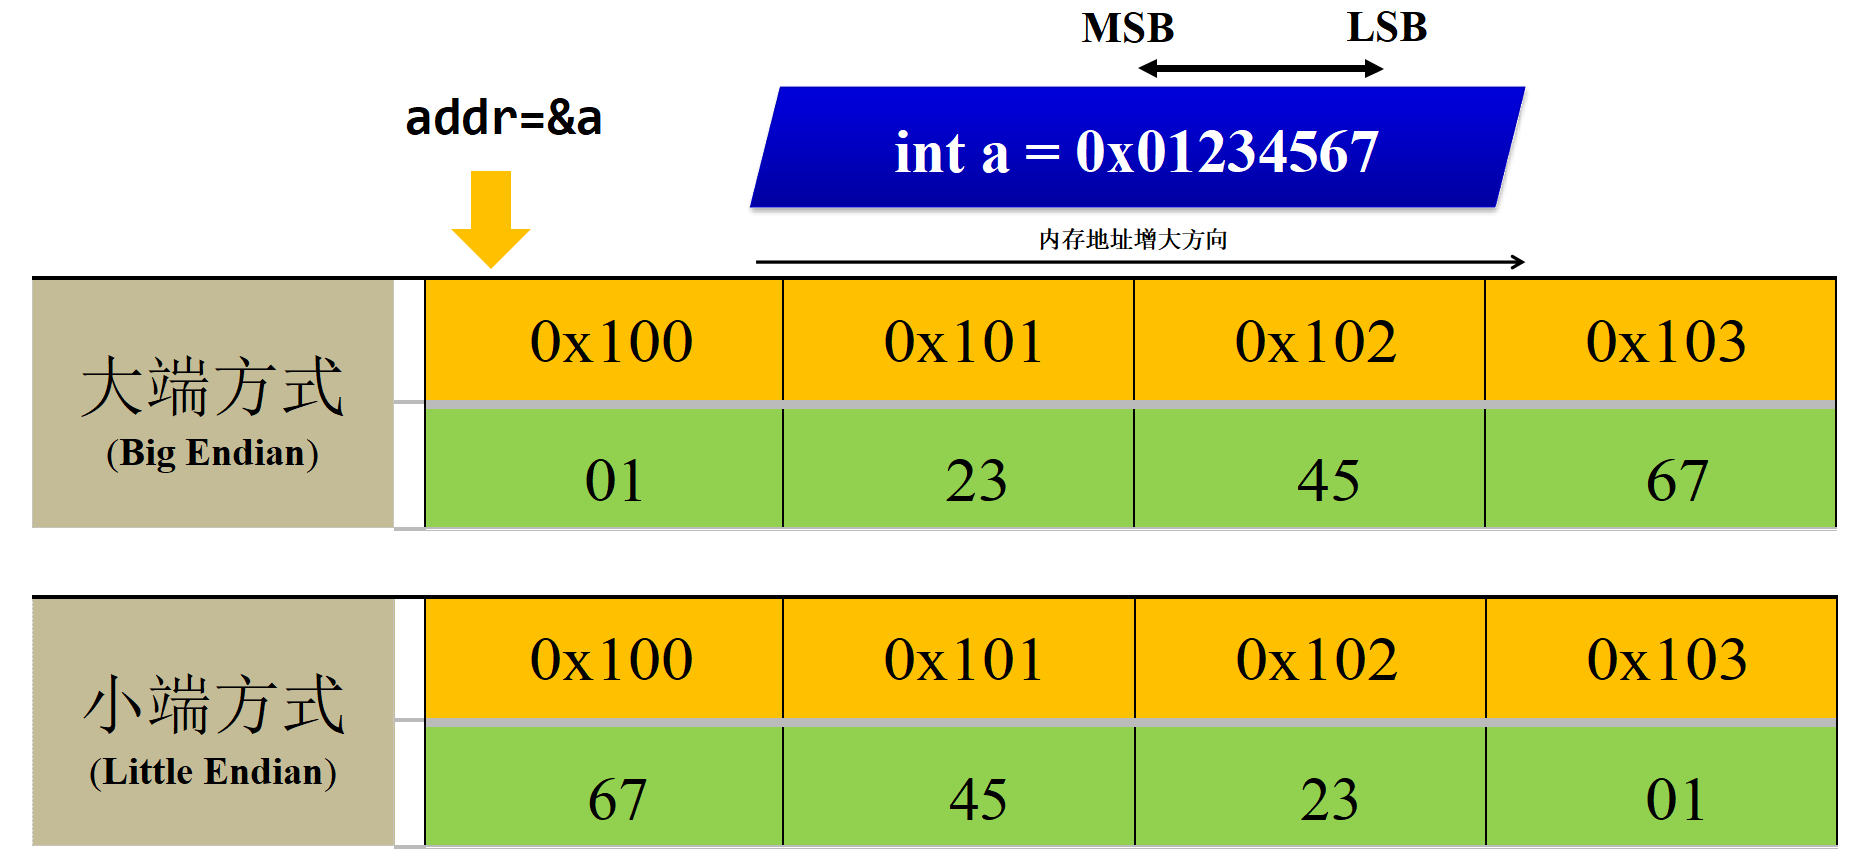 MSB LSB
addr=&a
int a = 0x01234567
内存地址增大方向
大端方式
(Big Endian)
0x100 0x101 0x102 0x103
01 23 45 67
小端方式
(Little Endian)
0x100 0x101 0x102 0x103
67 45 23 01